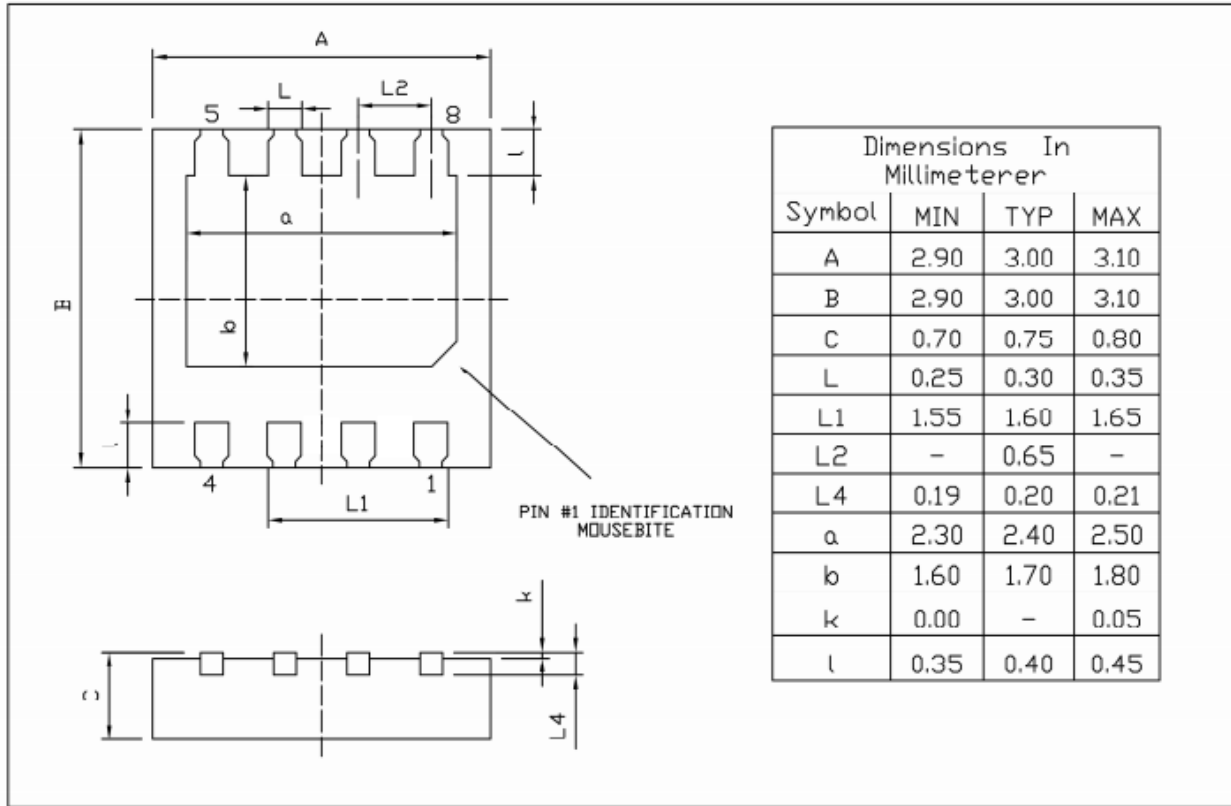 A
L
L2
5
8
l
a
B
b
l
4
1
L1
PIN #1 IDENTIFICATION
MOUSEBITE
k
C
L4
Dimensions In
Millimeterer
Symbol MIN TYP MAX
A 2.90 3.00 3.10
B 2.90 3.00 3.10
C 0.70 0.75 0.80
L 0.25 0.30 0.35
L1 1.55 1.60 1.65
L2 - 0.65 -
L4 0.19 0.20 0.21
a 2.30 2.40 2.50
b 1.60 1.70 1.80
k 0.00 - 0.05
l 0.35 0.40 0.45